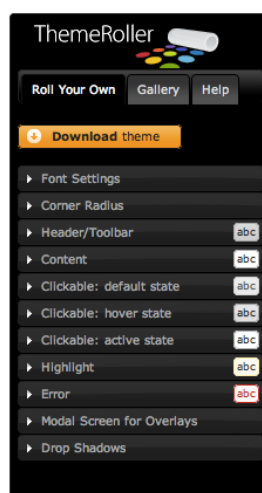 ThemeRoller
Roll Your Own Gallery Help
Download theme
Font Settings
Corner Radius
Header/Toolbar abc
Content abc
Clickable: default state abc
Clickable: hover state abc
Clickable: active state abc
Highlight abc
Error abc
Modal Screen for Overlays
Drop Shadows